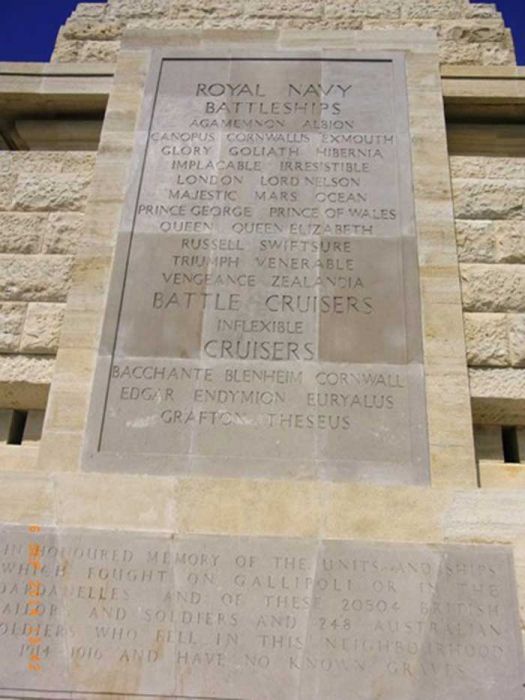 ROYAL NAVY
BATTLESHIPS
AGAMEMNON ALBION
CANOPUS CORNWALLIS EXMOUTH
GLORY GOLIATH HIBERNIA
IMPLACABLE IRRESISTIBLE
LONDON LORD NELSON
MAJESTIC MARS OCEAN
PRINCE GEORGE PRINCE OF WALES
QUEEN QUEEN ELIZABETH
RUSSELL SWIFTSURE
TRIUMPH VENERABLE
VENGEANCE ZEALANDIA
BATTLE CRUISERS
INFLEXIBLE
CRUISERS
BACCHANTE BLENHEIM CORNWALL
EDGAR ENDYMION EURYALUS
GRAFTON THESEUS
IN HONOURED MEMORY OF THE UNITS AND SHIPS
WHICH FOUGHT ON GALLIPOLI OR IN THE
DARDANELLES AND OF THESE 20504 BRITISH
SAILORS AND SOLDIERS AND 248 AUSTRALIAN
SOLDIERS WHO FELL IN THIS NEIGHBOURHOOD
1914-1916 AND HAVE NO KNOWN GRAVES